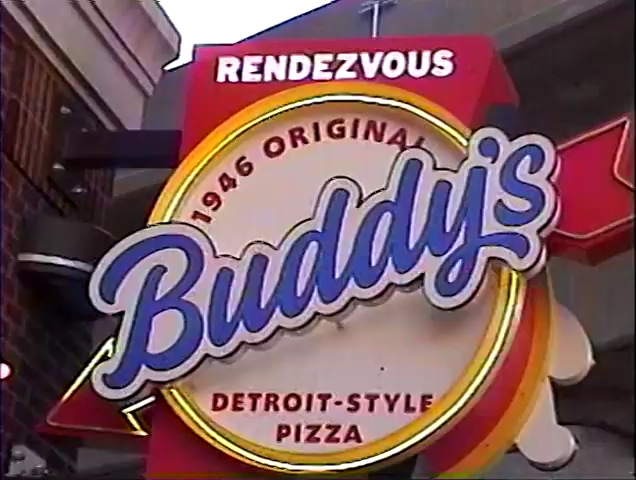 RENDEZVOUS
1946 ORIGINAL
Buddy's
DETROIT-STYLE
PIZZA